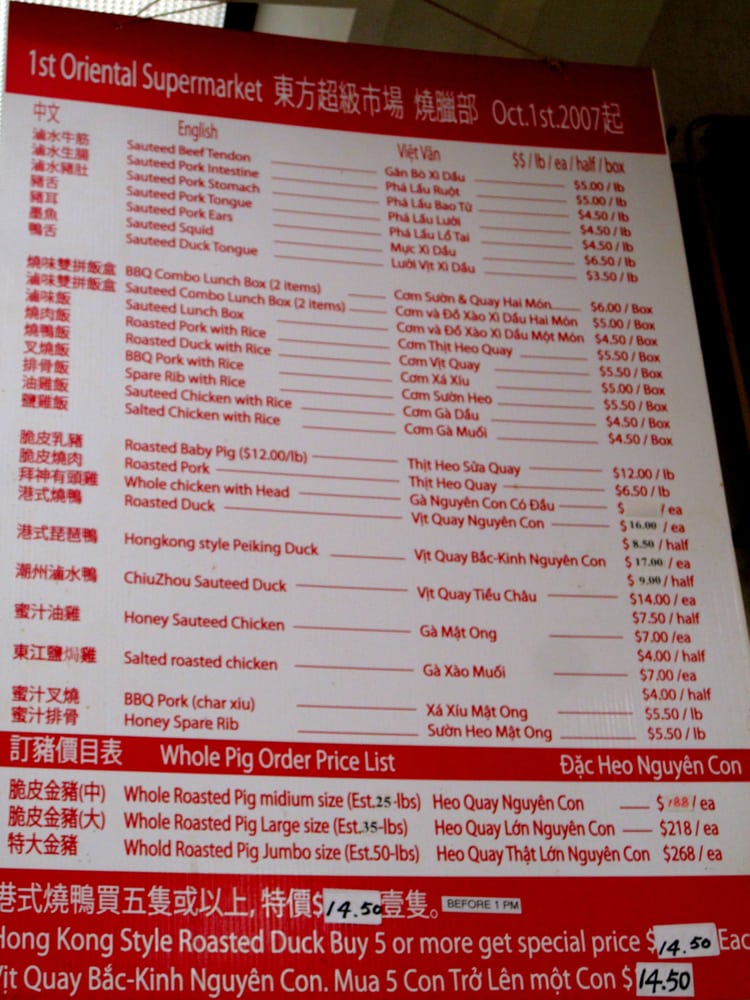 1st Oriental Supermarket 東方超級市場 燒臘部 Oct.1st.2007起
中文 English Việt Văn $$ / lb / ea / half / box
滷水牛筋 Sauteed Beef Tendon Gân Bò Xì Dầu $5.00 / lb
滷水生腸 Sauteed Pork Intestine Phá Lấu Ruột $5.00 / lb
滷水豬肚 Sauteed Pork Stomach Phá Lấu Bao Tử $4.50 / lb
豬舌 Sauteed Pork Tongue Phá Lấu Lưỡi $4.50 / lb
豬耳 Sauteed Pork Ears Phá Lấu Lổ Tai $4.50 / lb
墨魚 Sauteed Squid Mực Xì Dầu $6.50 / lb
鴨舌 Sauteed Duck Tongue Lưỡi Vịt Xì Dầu $3.50 / lb
燒味雙拼飯盒 BBQ Combo Lunch Box (2 items) Cơm Sườn & Quay Hai Món $6.00 / Box
滷味雙拼飯盒 Sauteed Combo Lunch Box (2 items) Cơm và Đồ Xào Xì Dầu Hai Món $5.00 / Box
滷味飯 Sauteed Lunch Box Cơm và Đồ Xào Xì Dầu Một Món $4.50 / Box
燒肉飯 Roasted Pork with Rice Cơm Thịt Heo Quay $5.50 / Box
燒鴨飯 Roasted Duck with Rice Cơm Vịt Quay $5.50 / Box
叉燒飯 BBQ Pork with Rice Cơm Xá Xíu $5.00 / Box
排骨飯 Spare Rib with Rice Cơm Sườn Heo $5.50 / Box
油雞飯 Sauteed Chicken with Rice Cơm Gà Dầu $4.50 / Box
鹽雞飯 Salted Chicken with Rice Cơm Gà Muối $4.50 / Box
脆皮乳豬 Roasted Baby Pig ($12.00/lb) Thịt Heo Sữa Quay $12.00 / lb
脆皮燒肉 Roasted Pork Thịt Heo Quay $6.50 / lb
拜神有頭雞 Whole chicken with Head Gà Nguyên Con Có Đầu $ / ea
港式燒鴨 Roasted Duck Vịt Quay Nguyên Con $ 16.00 / ea
$ 8.50 / half
港式琵琶鴨 Hongkong style Peiking Duck Vịt Quay Bắc-Kinh Nguyên Con $ 17.00 / ea
$ 9.00 / half
潮州滷水鴨 ChiuZhou Sauteed Duck Vịt Quay Tiều Châu $14.00 / ea
$7.50 / half
蜜汁油雞 Honey Sauteed Chicken Gà Mật Ong $7.00 /ea
$4.00 / half
東江鹽焗雞 Salted roasted chicken Gà Xào Muối $7.00 /ea
$4.00 / half
蜜汁叉燒 BBQ Pork (char xiu) Xá Xíu Mật Ong $5.50 / lb
蜜汁排骨 Honey Spare Rib Sườn Heo Mật Ong $5.50 / lb
訂豬價目表 Whole Pig Order Price List Đặc Heo Nguyên Con
脆皮金豬(中) Whole Roasted Pig midium size (Est.25-lbs) Heo Quay Nguyên Con $ 188 / ea
脆皮金豬(大) Whole Roasted Pig Large size (Est.35-lbs) Heo Quay Lớn Nguyên Con $218 / ea
特大金豬 Whold Roasted Pig Jumbo size (Est.50-lbs) Heo Quay Thật Lớn Nguyên Con $268 / ea
港式燒鴨買五隻或以上, 特價$14.50壹隻。 BEFORE 1 PM
Hong Kong Style Roasted Duck Buy 5 or more get special price $14.50 Eac
Vịt Quay Bắc-Kinh Nguyên Con. Mua 5 Con Trở Lên một Con $ 14.50